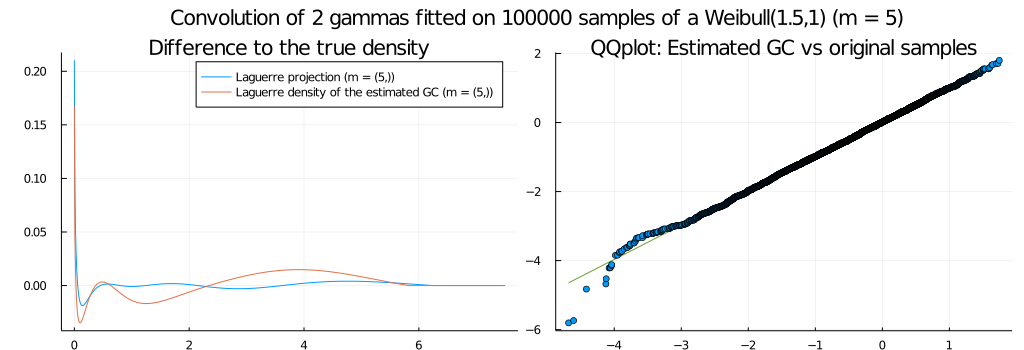 Convolution of 2 gammas fitted on 100000 samples of a Weibull(1.5,1) (m = 5)
Difference to the true density
Laguerre projection (m = (5,))
Laguerre density of the estimated GC (m = (5,))
0.20
0.15
0.10
0.05
0.00
0 2 4 6
QQplot: Estimated GC vs original samples
2
0
−2
−4
−6
−4 −3 −2 −1 0 1